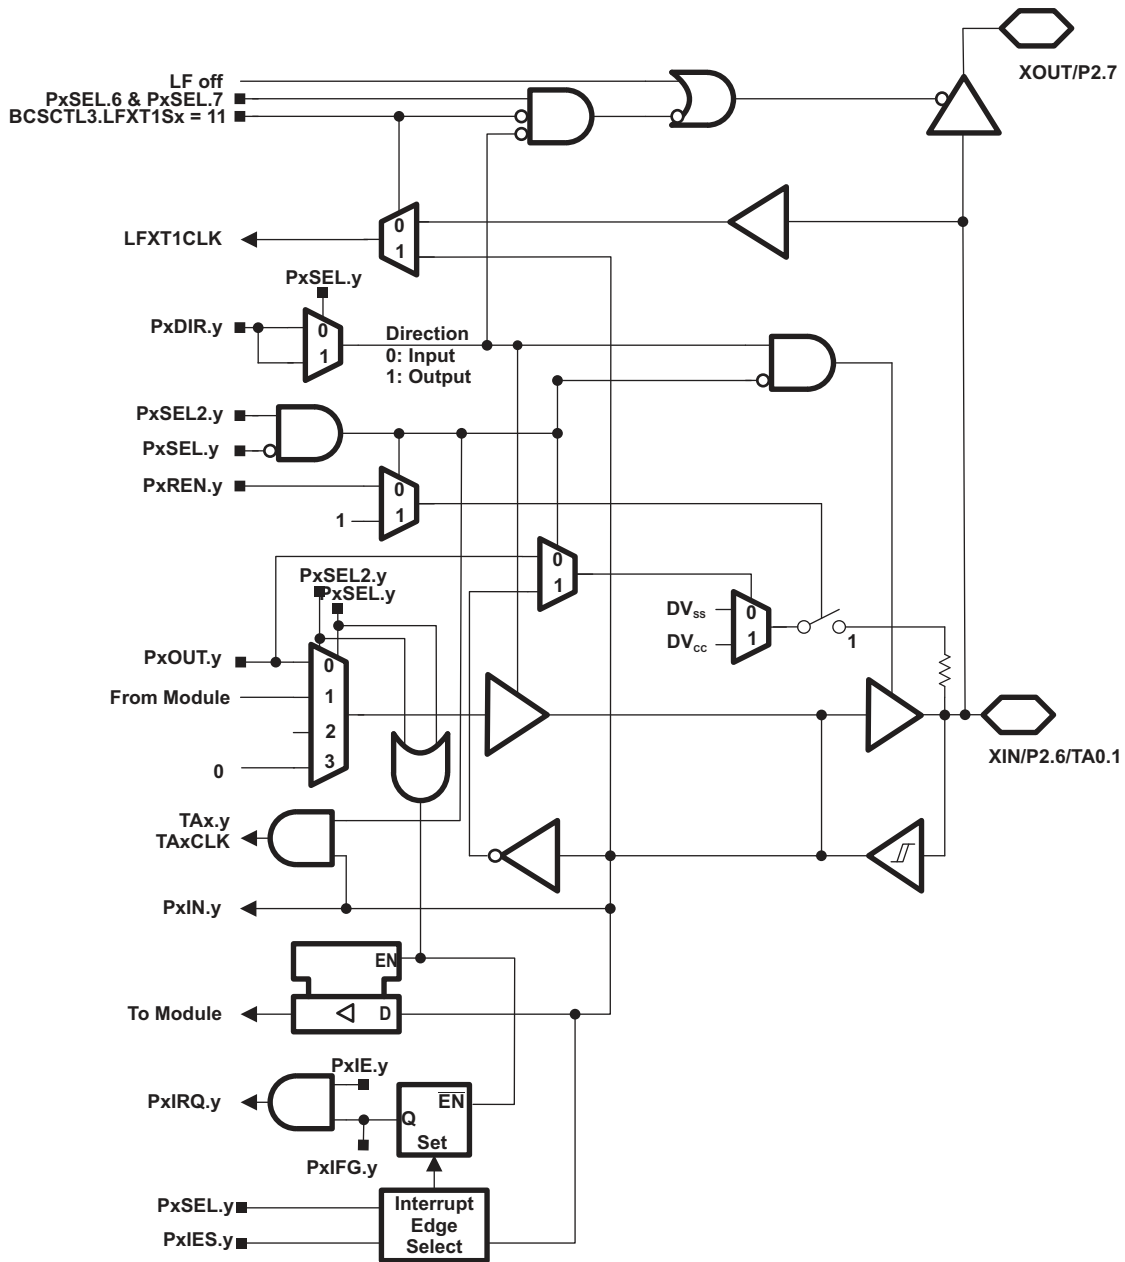 XOUT/P2.7
LF off
PxSEL.6 & PxSEL.7
BCSCTL3.LFXT1Sx = 11
0
1
LFXT1CLK
PxSEL.y
PxDIR.y
0
1
Direction
0: Input
1: Output
PxSEL2.y
PxSEL.y
PxREN.y
0
1
1
0
1
PxSEL2.y
PxSEL.y
DVSS
DVCC
0
1
1
PxOUT.y
From Module
0
0
1
2
3
XIN/P2.6/TA0.1
TAx.y
TAxCLK
PxIN.y
EN
To Module
D
PxIE.y
PxIRQ.y
EN
Q
Set
PxIFG.y
PxSEL.y
PxIES.y
Interrupt
Edge
Select